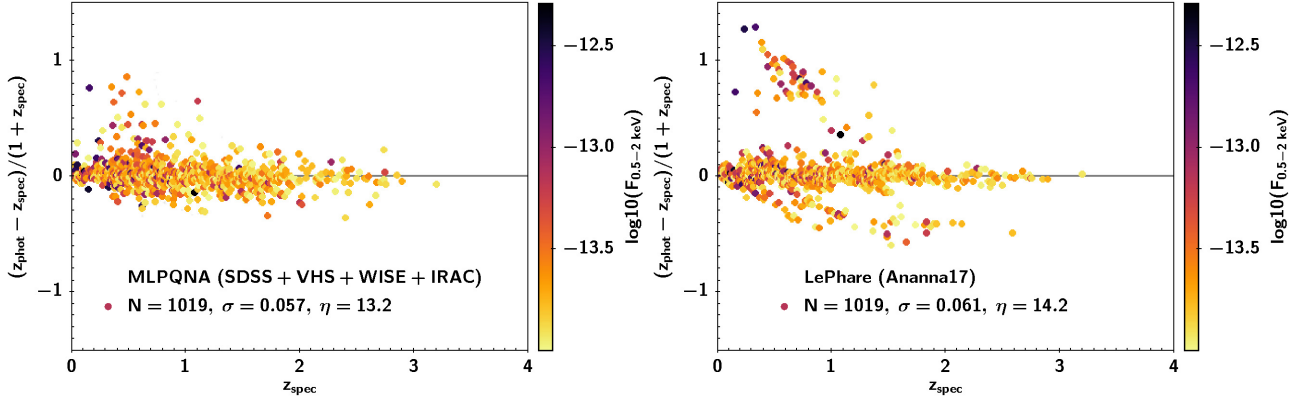 1
0
−1
(z_phot − z_spec)/(1 + z_spec)
MLPQNA (SDSS + VHS + WISE + IRAC)
N = 1019, σ = 0.057, η = 13.2
0 1 2 3 4
z_spec
−12.5
−13.0
−13.5
log10(F_0.5−2 keV)
1
0
−1
(z_phot − z_spec)/(1 + z_spec)
LePhare (Ananna17)
N = 1019, σ = 0.061, η = 14.2
0 1 2 3 4
z_spec
−12.5
−13.0
−13.5
log10(F_0.5−2 keV)